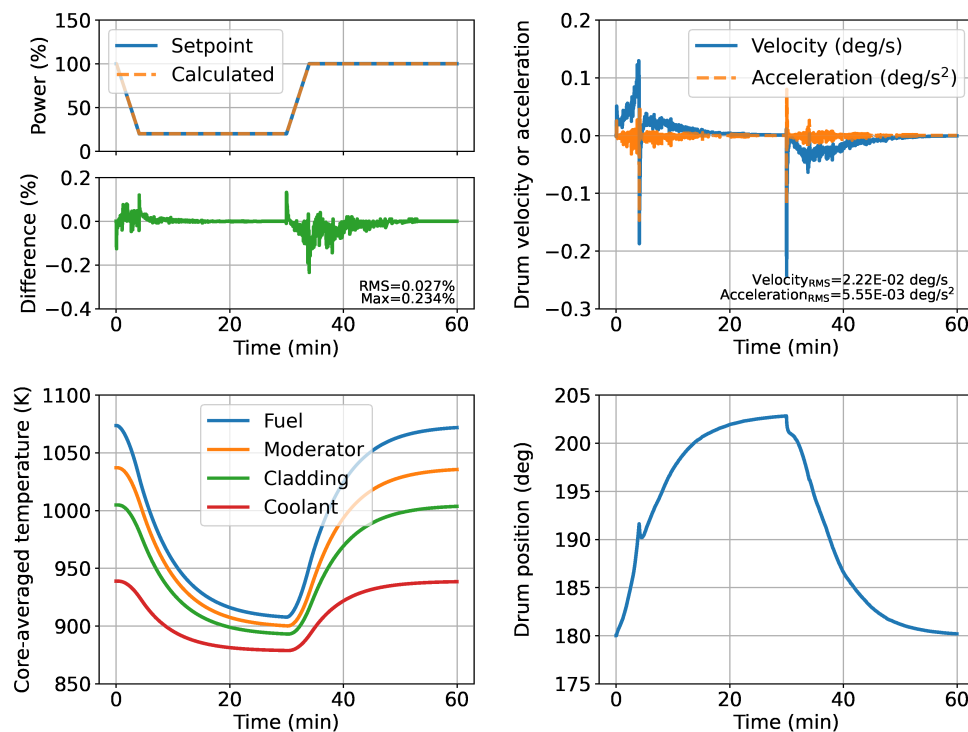 150
100
50
0
Power (%)
Setpoint
Calculated
0.2
0.0
−0.2
−0.4
Difference (%)
RMS=0.027%
Max=0.234%
0
20
40
60
Time (min)
0.2
0.1
0.0
−0.1
−0.2
−0.3
Drum velocity or acceleration
Velocity (deg/s)
Acceleration (deg/s²)
Velocity_RMS=2.22E-02 deg/s
Acceleration_RMS=5.55E-03 deg/s²
0
20
40
60
Time (min)
1100
1050
1000
950
900
850
Core-averaged temperature (K)
Fuel
Moderator
Cladding
Coolant
0
20
40
60
Time (min)
205
200
195
190
185
180
175
Drum position (deg)
0
20
40
60
Time (min)